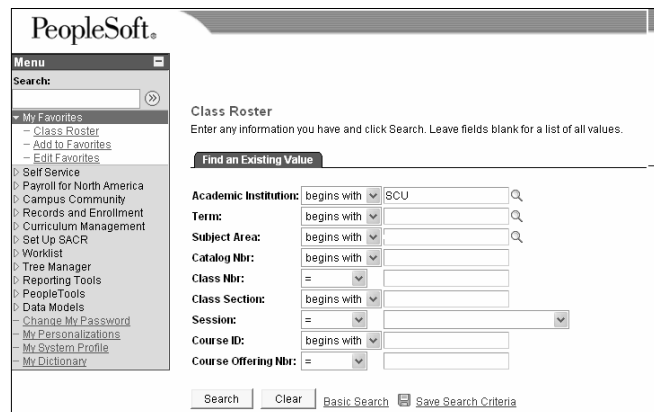 PeopleSoft.
Menu
Search:
My Favorites
– Class Roster
– Add to Favorites
– Edit Favorites
Self Service
Payroll for North America
Campus Community
Records and Enrollment
Curriculum Management
Set Up SACR
Worklist
Tree Manager
Reporting Tools
PeopleTools
Data Models
– Change My Password
– My Personalizations
– My System Profile
– My Dictionary
Class Roster
Enter any information you have and click Search. Leave fields blank for a list of all values.
Find an Existing Value
Academic Institution: begins with SCU
Term: begins with
Subject Area: begins with
Catalog Nbr: begins with
Class Nbr: =
Class Section: begins with
Session: =
Course ID: begins with
Course Offering Nbr: =
Search Clear Basic Search Save Search Criteria